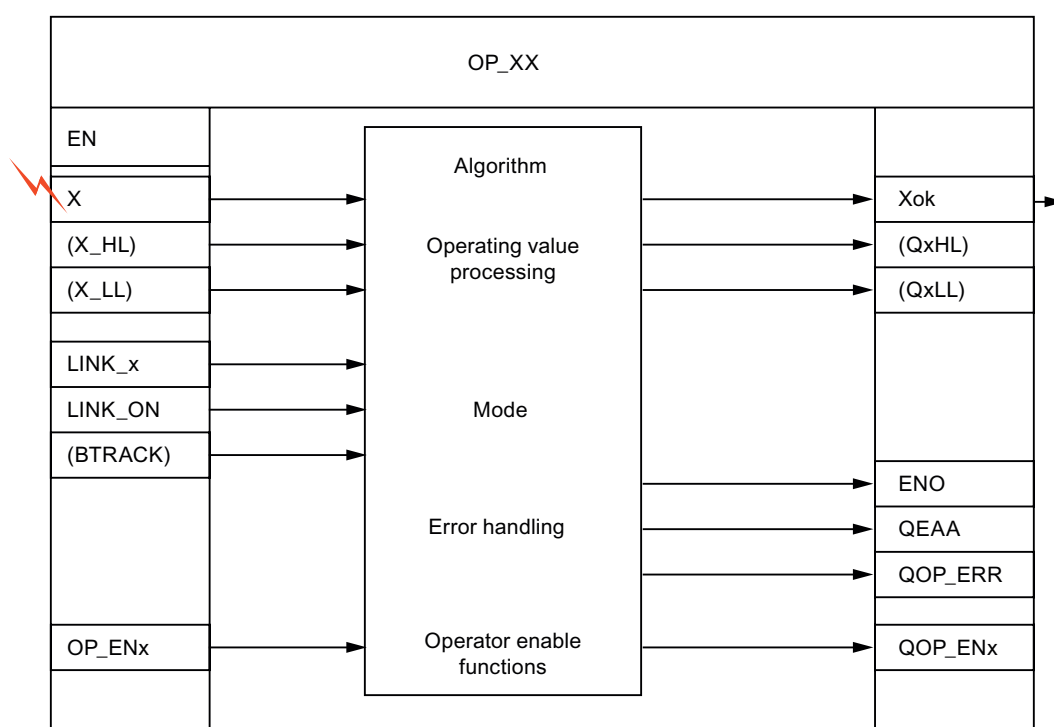 OP_XX
EN
X
(X_HL)
(X_LL)
LINK_x
LINK_ON
(BTRACK)
OP_ENx
Algorithm
Operating value
processing
Mode
Error handling
Operator enable
functions
Xok
(QxHL)
(QxLL)
ENO
QEAA
QOP_ERR
QOP_ENx